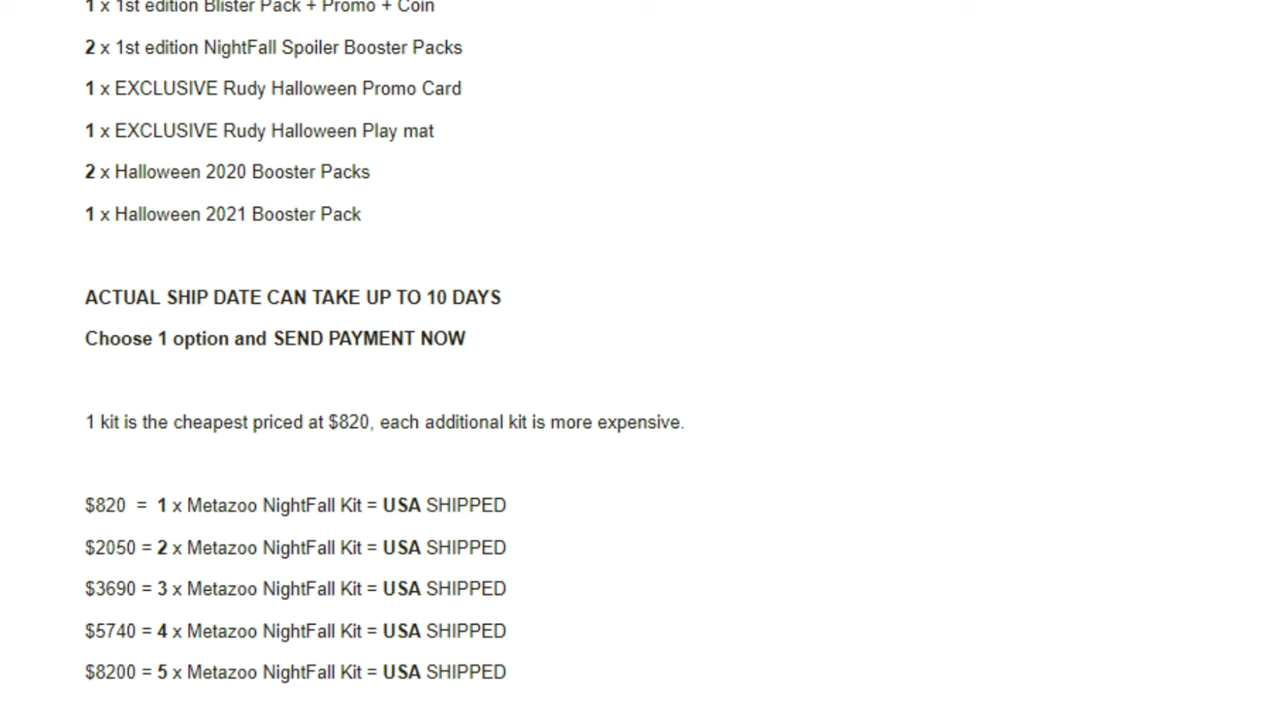 1 x 1st edition Blister Pack + Promo + Coin
2 x 1st edition NightFall Spoiler Booster Packs
1 x EXCLUSIVE Rudy Halloween Promo Card
1 x EXCLUSIVE Rudy Halloween Play mat
2 x Halloween 2020 Booster Packs
1 x Halloween 2021 Booster Pack
ACTUAL SHIP DATE CAN TAKE UP TO 10 DAYS
Choose 1 option and SEND PAYMENT NOW
1 kit is the cheapest priced at $820, each additional kit is more expensive.
$820 = 1 x Metazoo NightFall Kit = USA SHIPPED
$2050 = 2 x Metazoo NightFall Kit = USA SHIPPED
$3690 = 3 x Metazoo NightFall Kit = USA SHIPPED
$5740 = 4 x Metazoo NightFall Kit = USA SHIPPED
$8200 = 5 x Metazoo NightFall Kit = USA SHIPPED